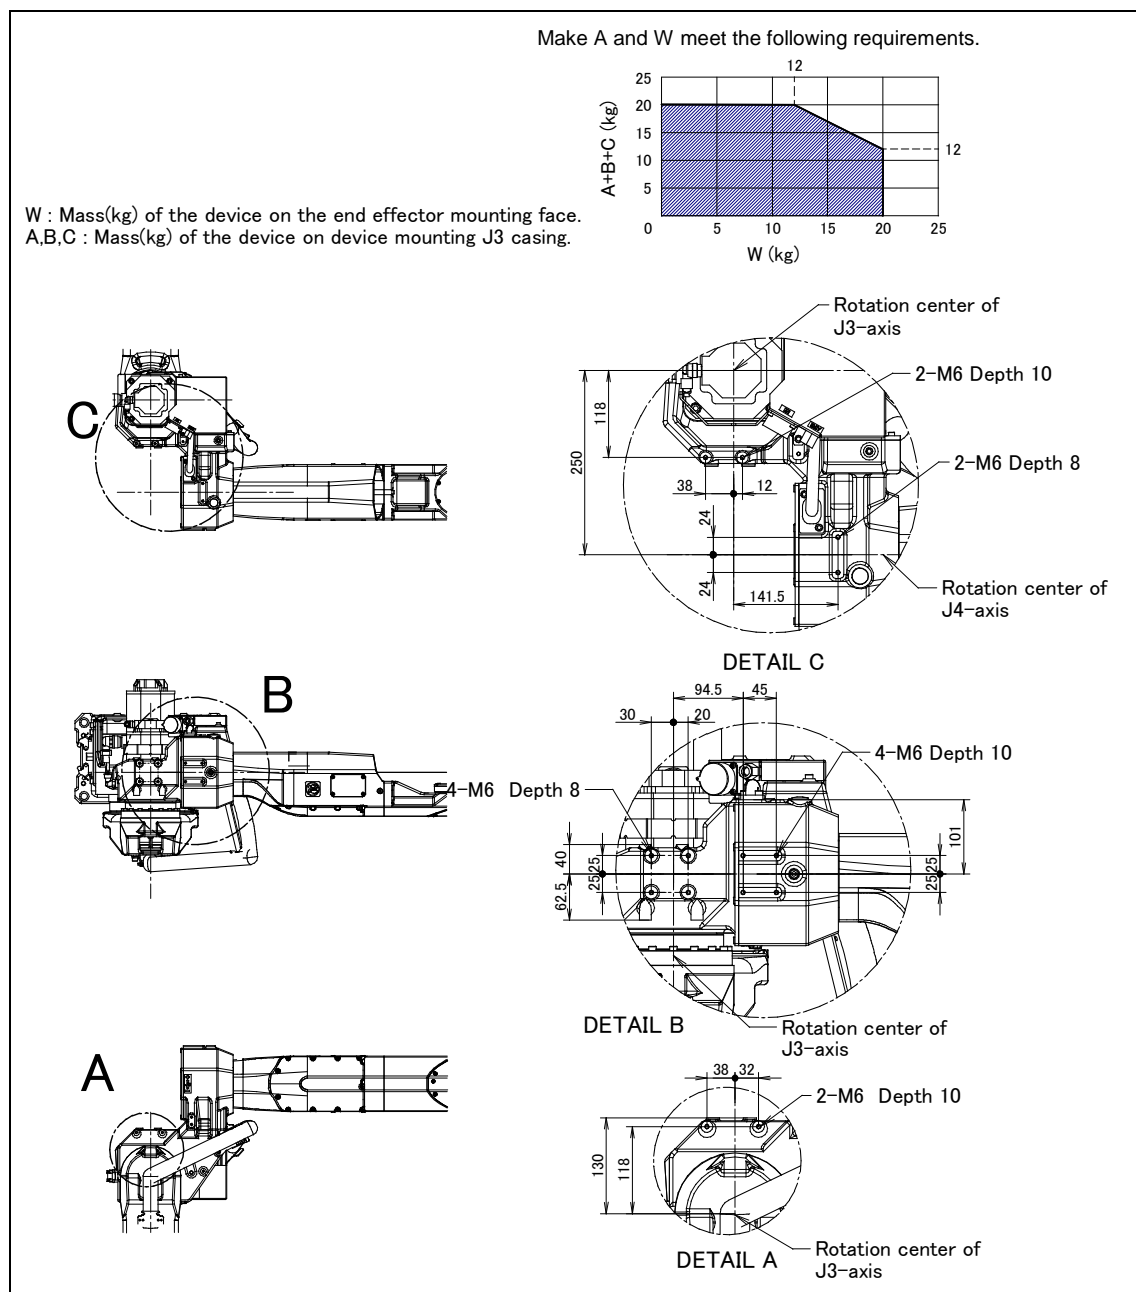 Make A and W meet the following requirements.
12
25
20
15
10
5
0
A+B+C (kg)
12
5
10
15
20
25
W (kg)
W : Mass(kg) of the device on the end effector mounting face.
A,B,C : Mass(kg) of the device on device mounting J3 casing.
C
Rotation center of
J3-axis
2-M6 Depth 10
118
250
2-M6 Depth 8
38
12
24
24
141.5
Rotation center of
J4-axis
DETAIL C
B
94.5
45
30
20
4-M6 Depth 10
4-M6 Depth 8
101
40
25
25
62.5
25
25
DETAIL B
Rotation center of
J3-axis
A
38
32
2-M6 Depth 10
130
118
Rotation center of
J3-axis
DETAIL A